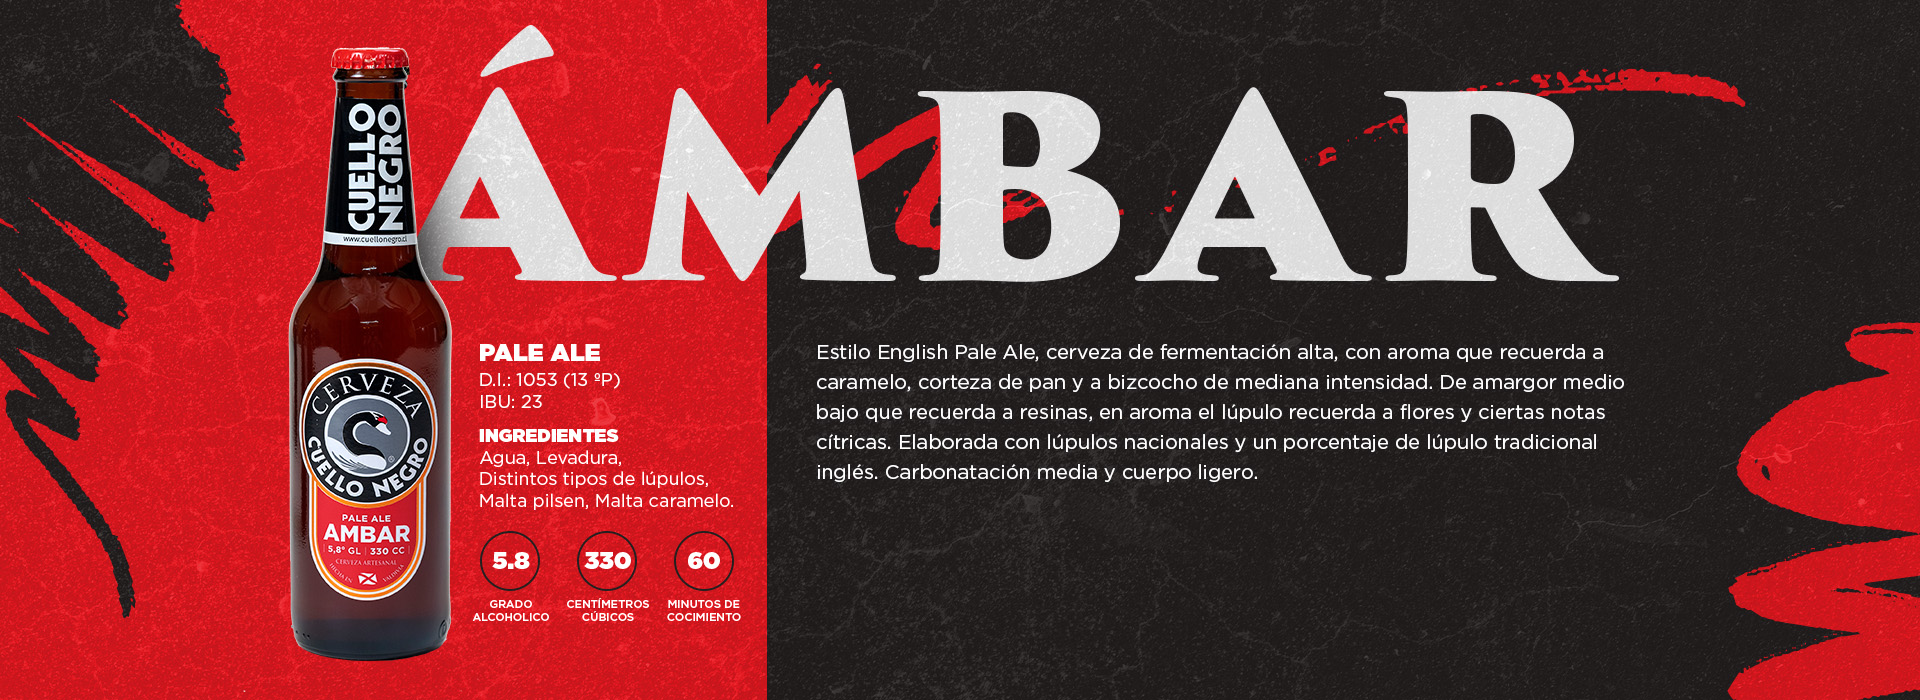 ÁMBAR
CUELLO
NEGRO
www.cuellonegro.cl
CERVEZA
CUELLO NEGRO
®
PALE ALE
AMBAR
5,8° GL | 330 CC
CERVEZA ARTESANAL
HECHA EN VALDIVIA
PALE ALE
D.I.: 1053 (13 ºP)
IBU: 23
INGREDIENTES
Agua, Levadura,
Distintos tipos de lúpulos,
Malta pilsen, Malta caramelo.
5.8
GRADO
ALCOHOLICO
330
CENTÍMETROS
CÚBICOS
60
MINUTOS DE
COCIMIENTO
Estilo English Pale Ale, cerveza de fermentación alta, con aroma que recuerda a
caramelo, corteza de pan y a bizcocho de mediana intensidad. De amargor medio
bajo que recuerda a resinas, en aroma el lúpulo recuerda a flores y ciertas notas
cítricas. Elaborada con lúpulos nacionales y un porcentaje de lúpulo tradicional
inglés. Carbonatación media y cuerpo ligero.